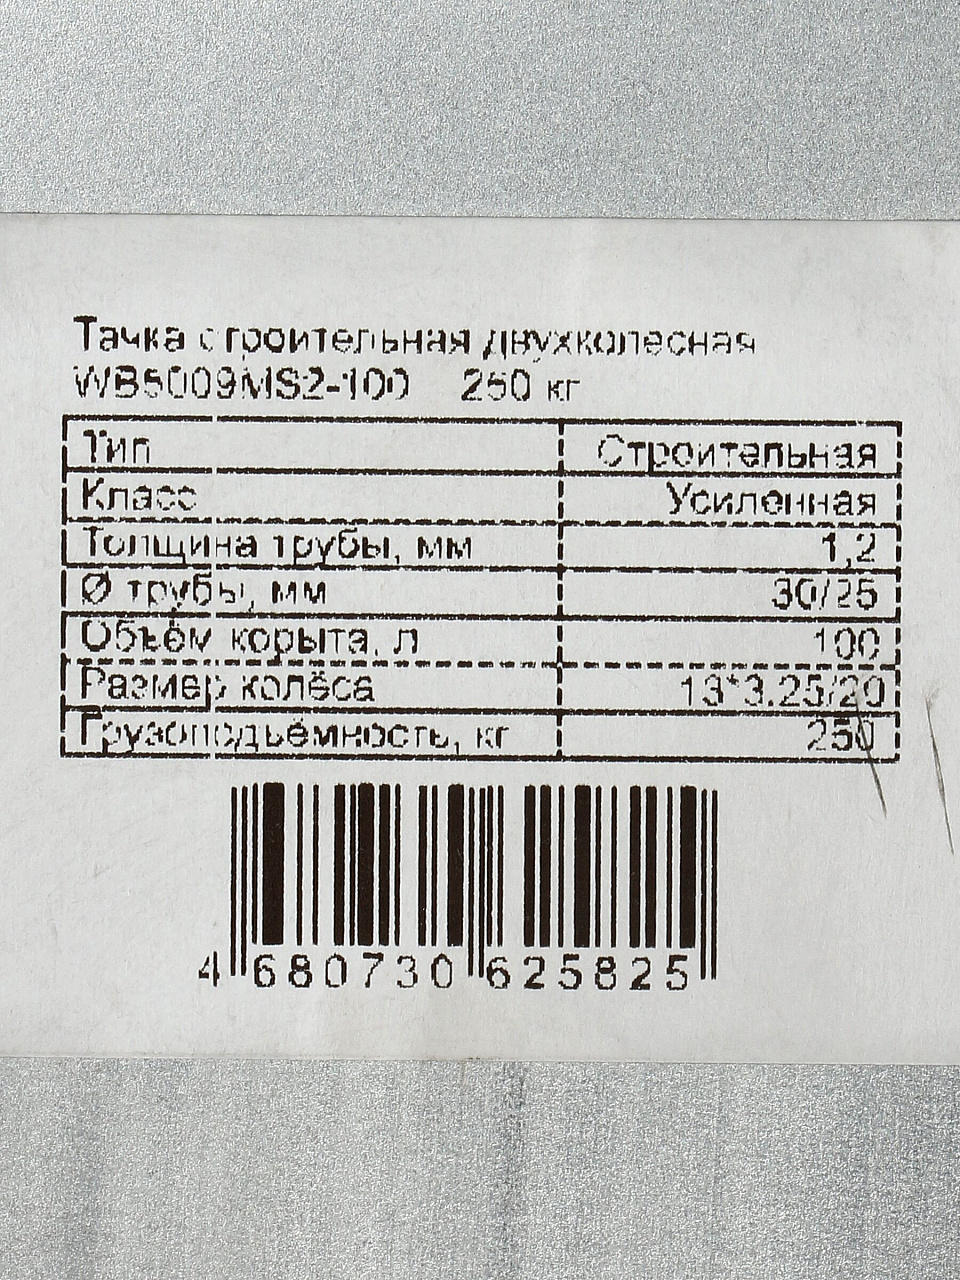 Тачка строительная двухколесная
WB5009MS2-100 250 кг
Тип Строительная
Класс Усиленная
Толщина трубы, мм 1,2
Ø трубы, мм 30/25
Объём корыта, л 100
Размер колёса 13*3.25/20
Грузоподъёмность, кг 250
4 680730 625825